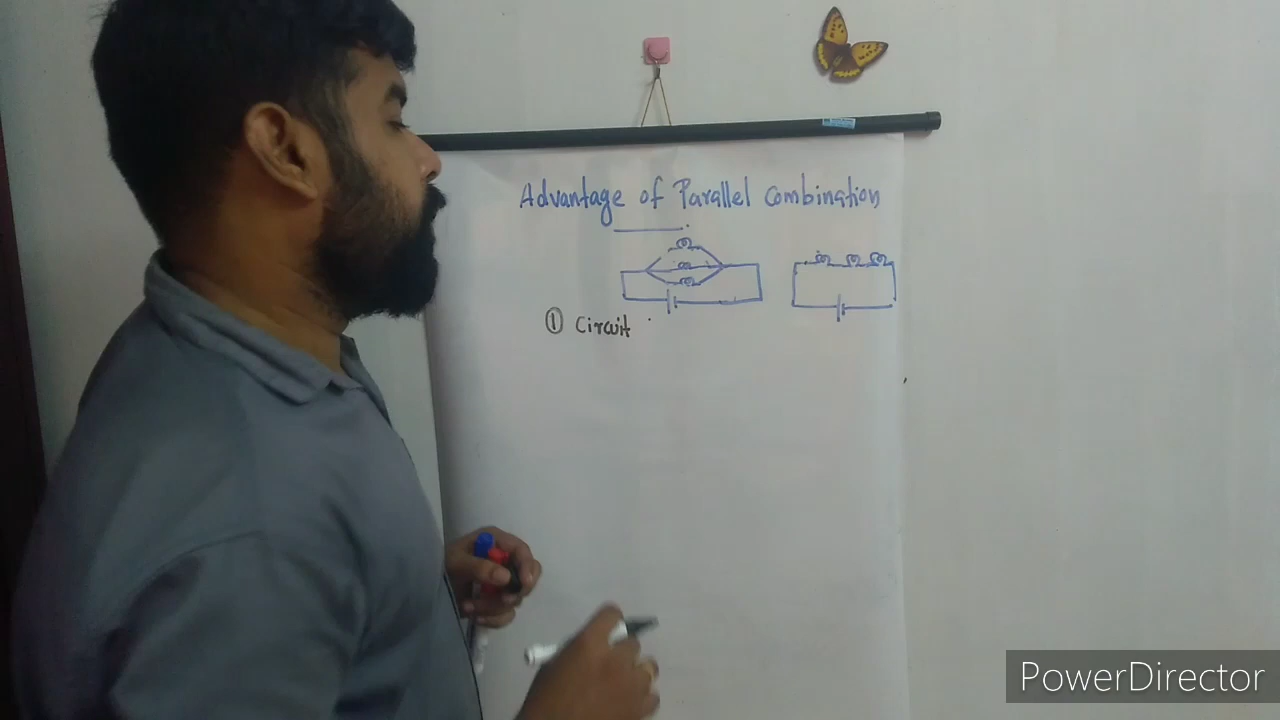 Advantage of Parallel Combination
① Circuit
PowerDirector